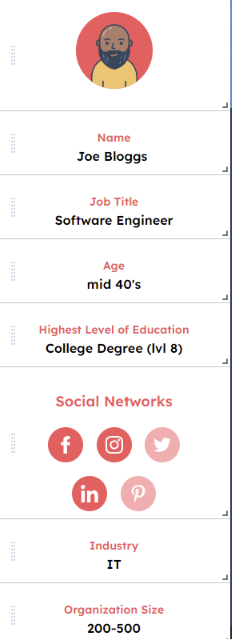 Name
Joe Bloggs
Job Title
Software Engineer
Age
mid 40's
Highest Level of Education
College Degree (lvl 8)
Social Networks
in
Industry
IT
Organization Size
200-500